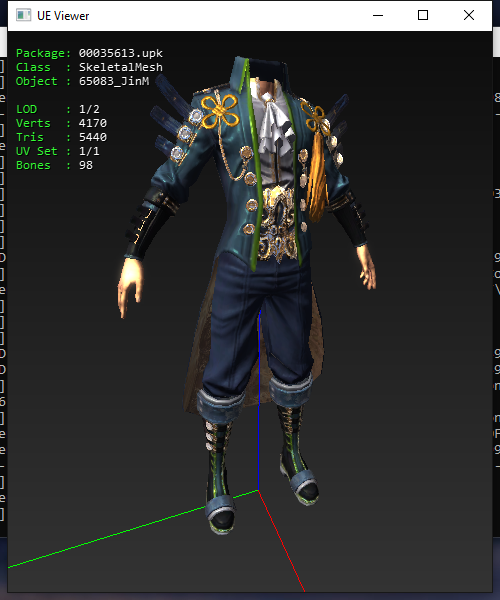 UE Viewer
Package: 00035613.upk
Class : SkeletalMesh
Object : 65083_JinM
LOD : 1/2
Verts : 4170
Tris : 5440
UV Set : 1/1
Bones : 98